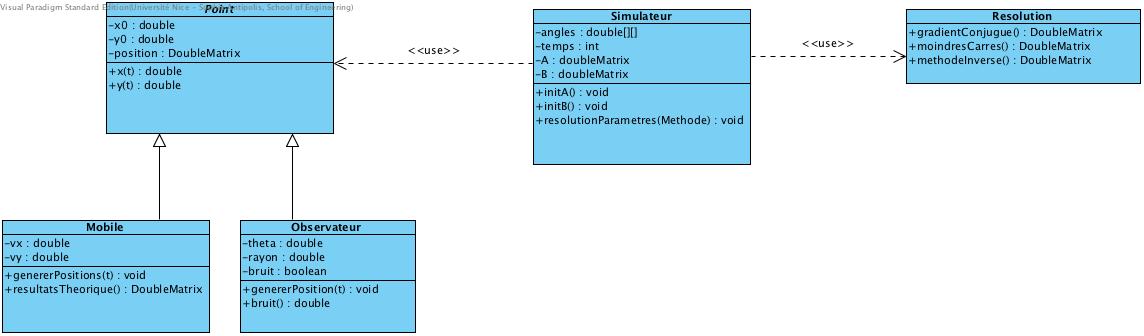 Visual Paradigm Standard Edition(Université Nice - Sophia Antipolis, School of Engineering)
Point
-x0 : double
-y0 : double
-position : DoubleMatrix
+x(t) : double
+y(t) : double
<<use>>
Simulateur
-angles : double[][]
-temps : int
-A : doubleMatrix
-B : doubleMatrix
+initA() : void
+initB() : void
+resolutionParametres(Methode) : void
<<use>>
Resolution
+gradientConjugue() : DoubleMatrix
+moindresCarres() : DoubleMatrix
+methodeInverse() : DoubleMatrix
Mobile
-vx : double
-vy : double
+genererPositions(t) : void
+resultatsTheorique() : DoubleMatrix
Observateur
-theta : double
-rayon : double
-bruit : boolean
+genererPosition(t) : void
+bruit() : double